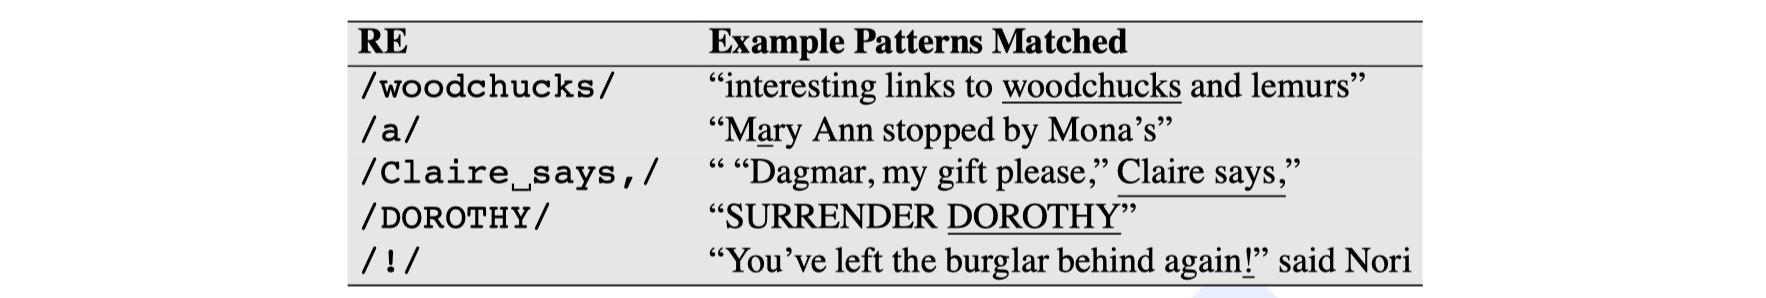 RE Example Patterns Matched
/woodchucks/ “interesting links to woodchucks and lemurs”
/a/ “Mary Ann stopped by Mona’s”
/Claire␣says,/ “ “Dagmar, my gift please,” Claire says,”
/DOROTHY/ “SURRENDER DOROTHY”
/!/ “You’ve left the burglar behind again!” said Nori